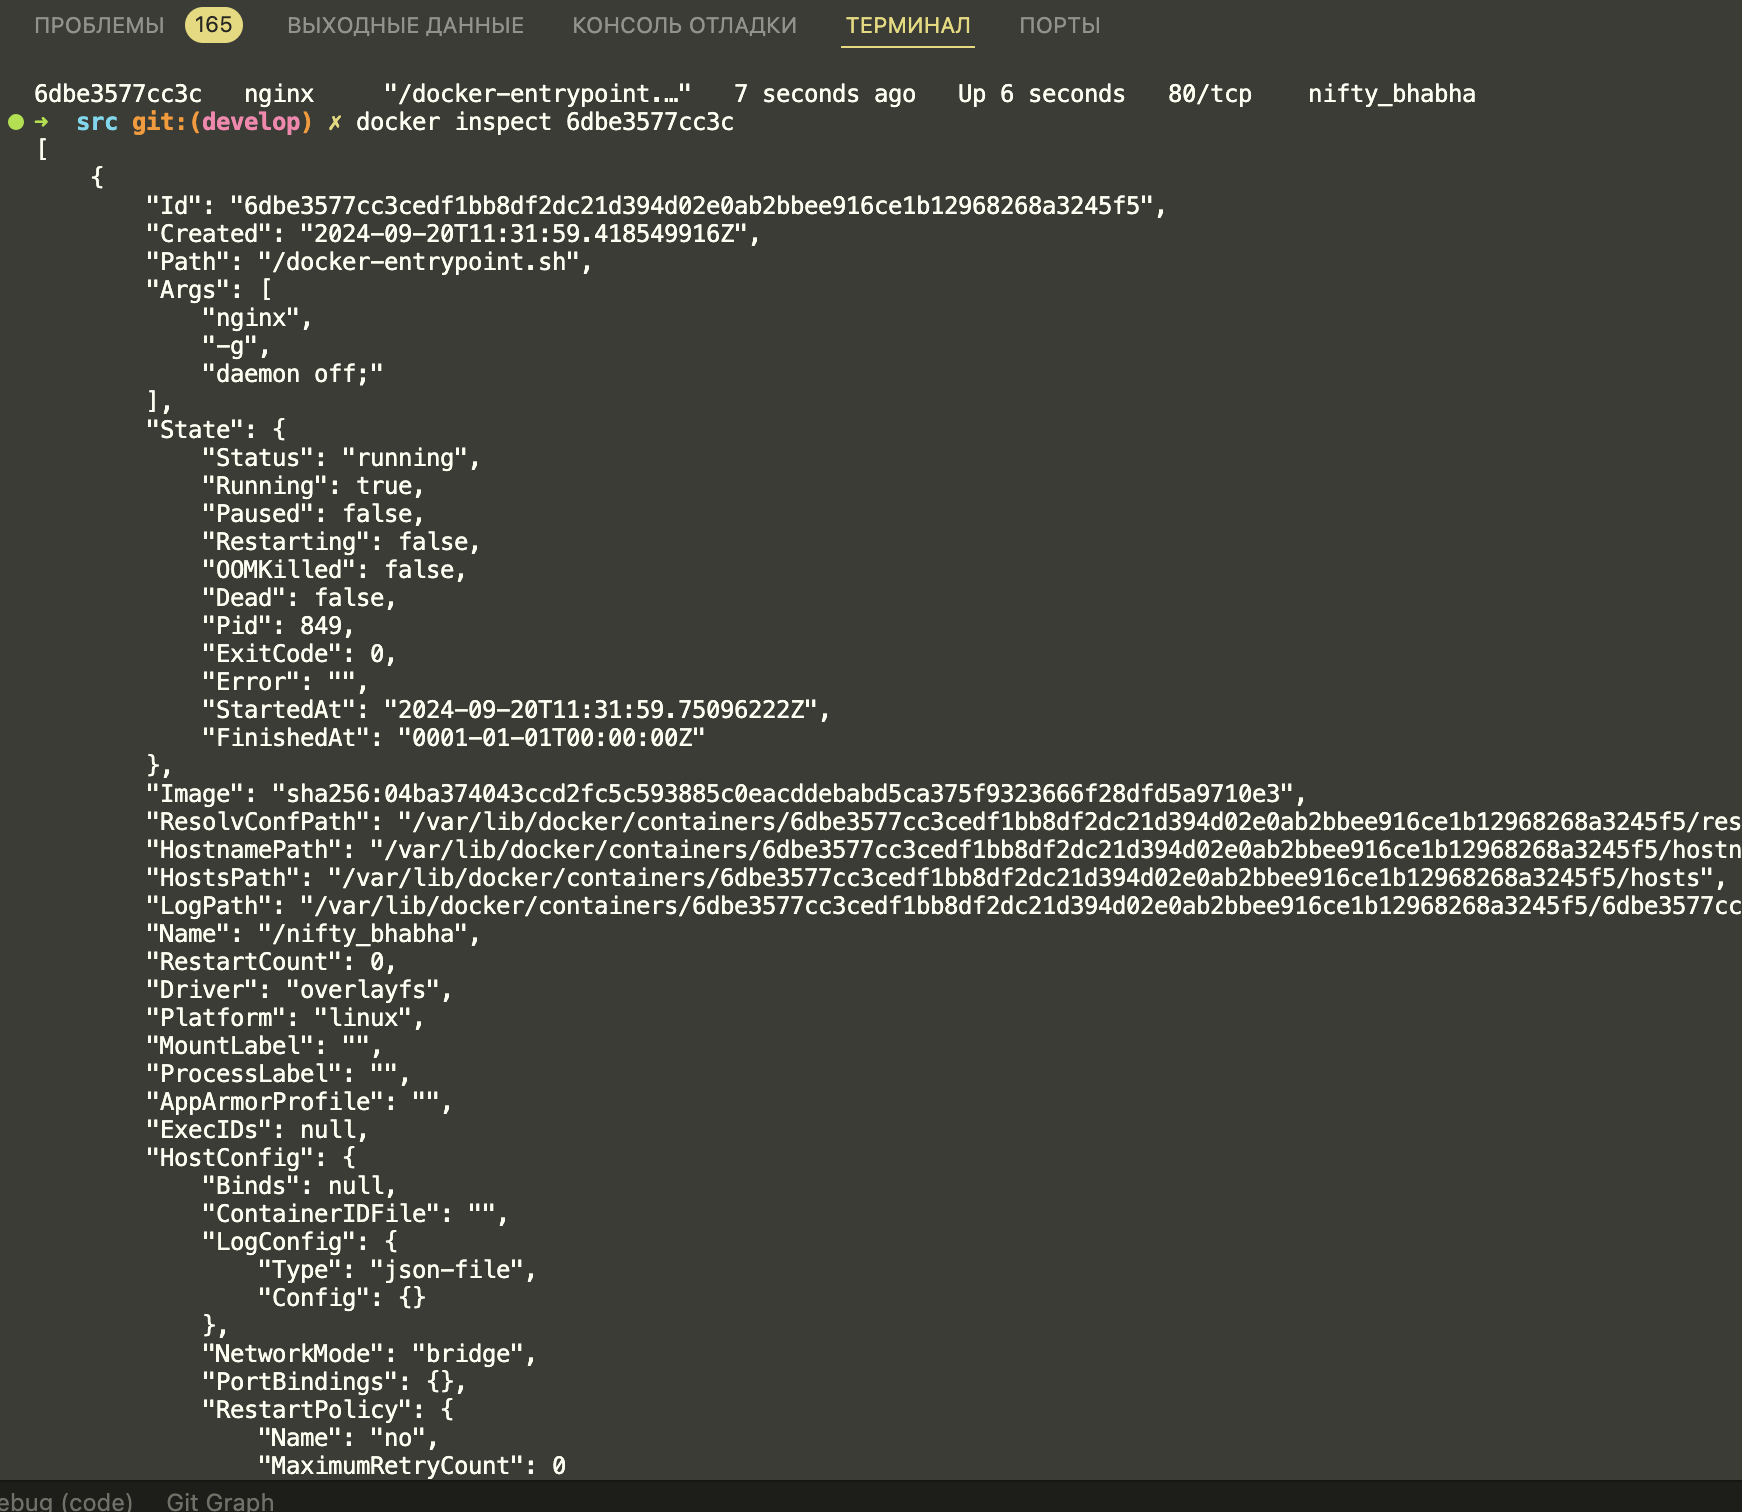 ПРОБЛЕМЫ 165 ВЫХОДНЫЕ ДАННЫЕ КОНСОЛЬ ОТЛАДКИ ТЕРМИНАЛ ПОРТЫ
6dbe3577cc3c nginx "/docker-entrypoint.…" 7 seconds ago Up 6 seconds 80/tcp nifty_bhabha
➜ src git:(develop) ✗ docker inspect 6dbe3577cc3c
[
{
"Id": "6dbe3577cc3cedf1bb8df2dc21d394d02e0ab2bbee916ce1b12968268a3245f5",
"Created": "2024-09-20T11:31:59.418549916Z",
"Path": "/docker-entrypoint.sh",
"Args": [
"nginx",
"-g",
"daemon off;"
],
"State": {
"Status": "running",
"Running": true,
"Paused": false,
"Restarting": false,
"OOMKilled": false,
"Dead": false,
"Pid": 849,
"ExitCode": 0,
"Error": "",
"StartedAt": "2024-09-20T11:31:59.75096222Z",
"FinishedAt": "0001-01-01T00:00:00Z"
},
"Image": "sha256:04ba374043ccd2fc5c593885c0eacddebabd5ca375f9323666f28dfd5a9710e3",
"ResolvConfPath": "/var/lib/docker/containers/6dbe3577cc3cedf1bb8df2dc21d394d02e0ab2bbee916ce1b12968268a3245f5/res
"HostnamePath": "/var/lib/docker/containers/6dbe3577cc3cedf1bb8df2dc21d394d02e0ab2bbee916ce1b12968268a3245f5/hostn
"HostsPath": "/var/lib/docker/containers/6dbe3577cc3cedf1bb8df2dc21d394d02e0ab2bbee916ce1b12968268a3245f5/hosts",
"LogPath": "/var/lib/docker/containers/6dbe3577cc3cedf1bb8df2dc21d394d02e0ab2bbee916ce1b12968268a3245f5/6dbe3577cc
"Name": "/nifty_bhabha",
"RestartCount": 0,
"Driver": "overlayfs",
"Platform": "linux",
"MountLabel": "",
"ProcessLabel": "",
"AppArmorProfile": "",
"ExecIDs": null,
"HostConfig": {
"Binds": null,
"ContainerIDFile": "",
"LogConfig": {
"Type": "json-file",
"Config": {}
},
"NetworkMode": "bridge",
"PortBindings": {},
"RestartPolicy": {
"Name": "no",
"MaximumRetryCount": 0
ebug (code) Git Graph